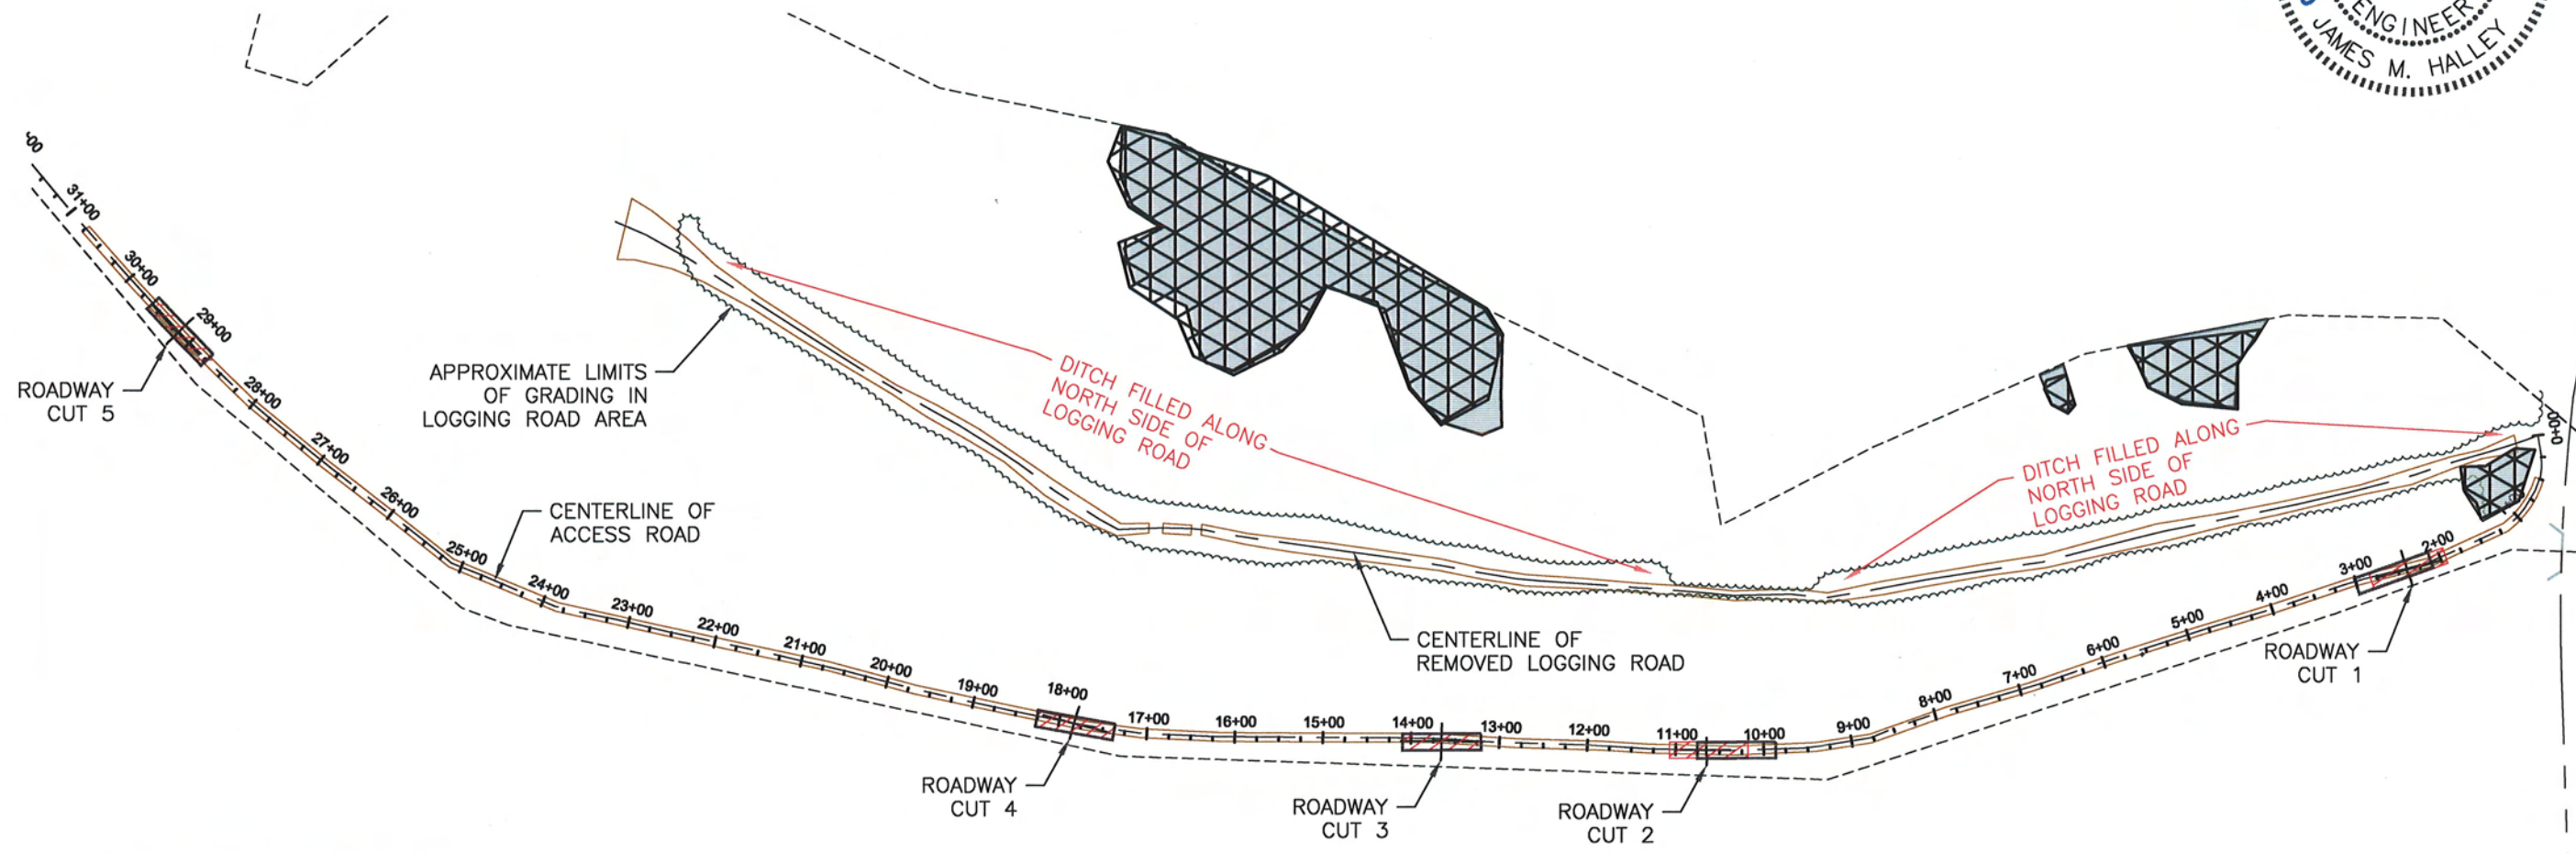 ENGINEER
JAMES M. HALLEY
00
31+00
30+00
29+00
28+00
27+00
26+00
25+00
24+00
23+00
22+00
21+00
20+00
19+00
18+00
17+00
16+00
15+00
14+00
13+00
12+00
11+00
10+00
9+00
8+00
7+00
6+00
5+00
4+00
3+00
2+00
0+00
ROADWAY
CUT 5
APPROXIMATE LIMITS
OF GRADING IN
LOGGING ROAD AREA
CENTERLINE OF
ACCESS ROAD
DITCH FILLED ALONG
NORTH SIDE OF
LOGGING ROAD
DITCH FILLED ALONG
NORTH SIDE OF
LOGGING ROAD
CENTERLINE OF
REMOVED LOGGING ROAD
ROADWAY
CUT 4
ROADWAY
CUT 3
ROADWAY
CUT 2
ROADWAY
CUT 1